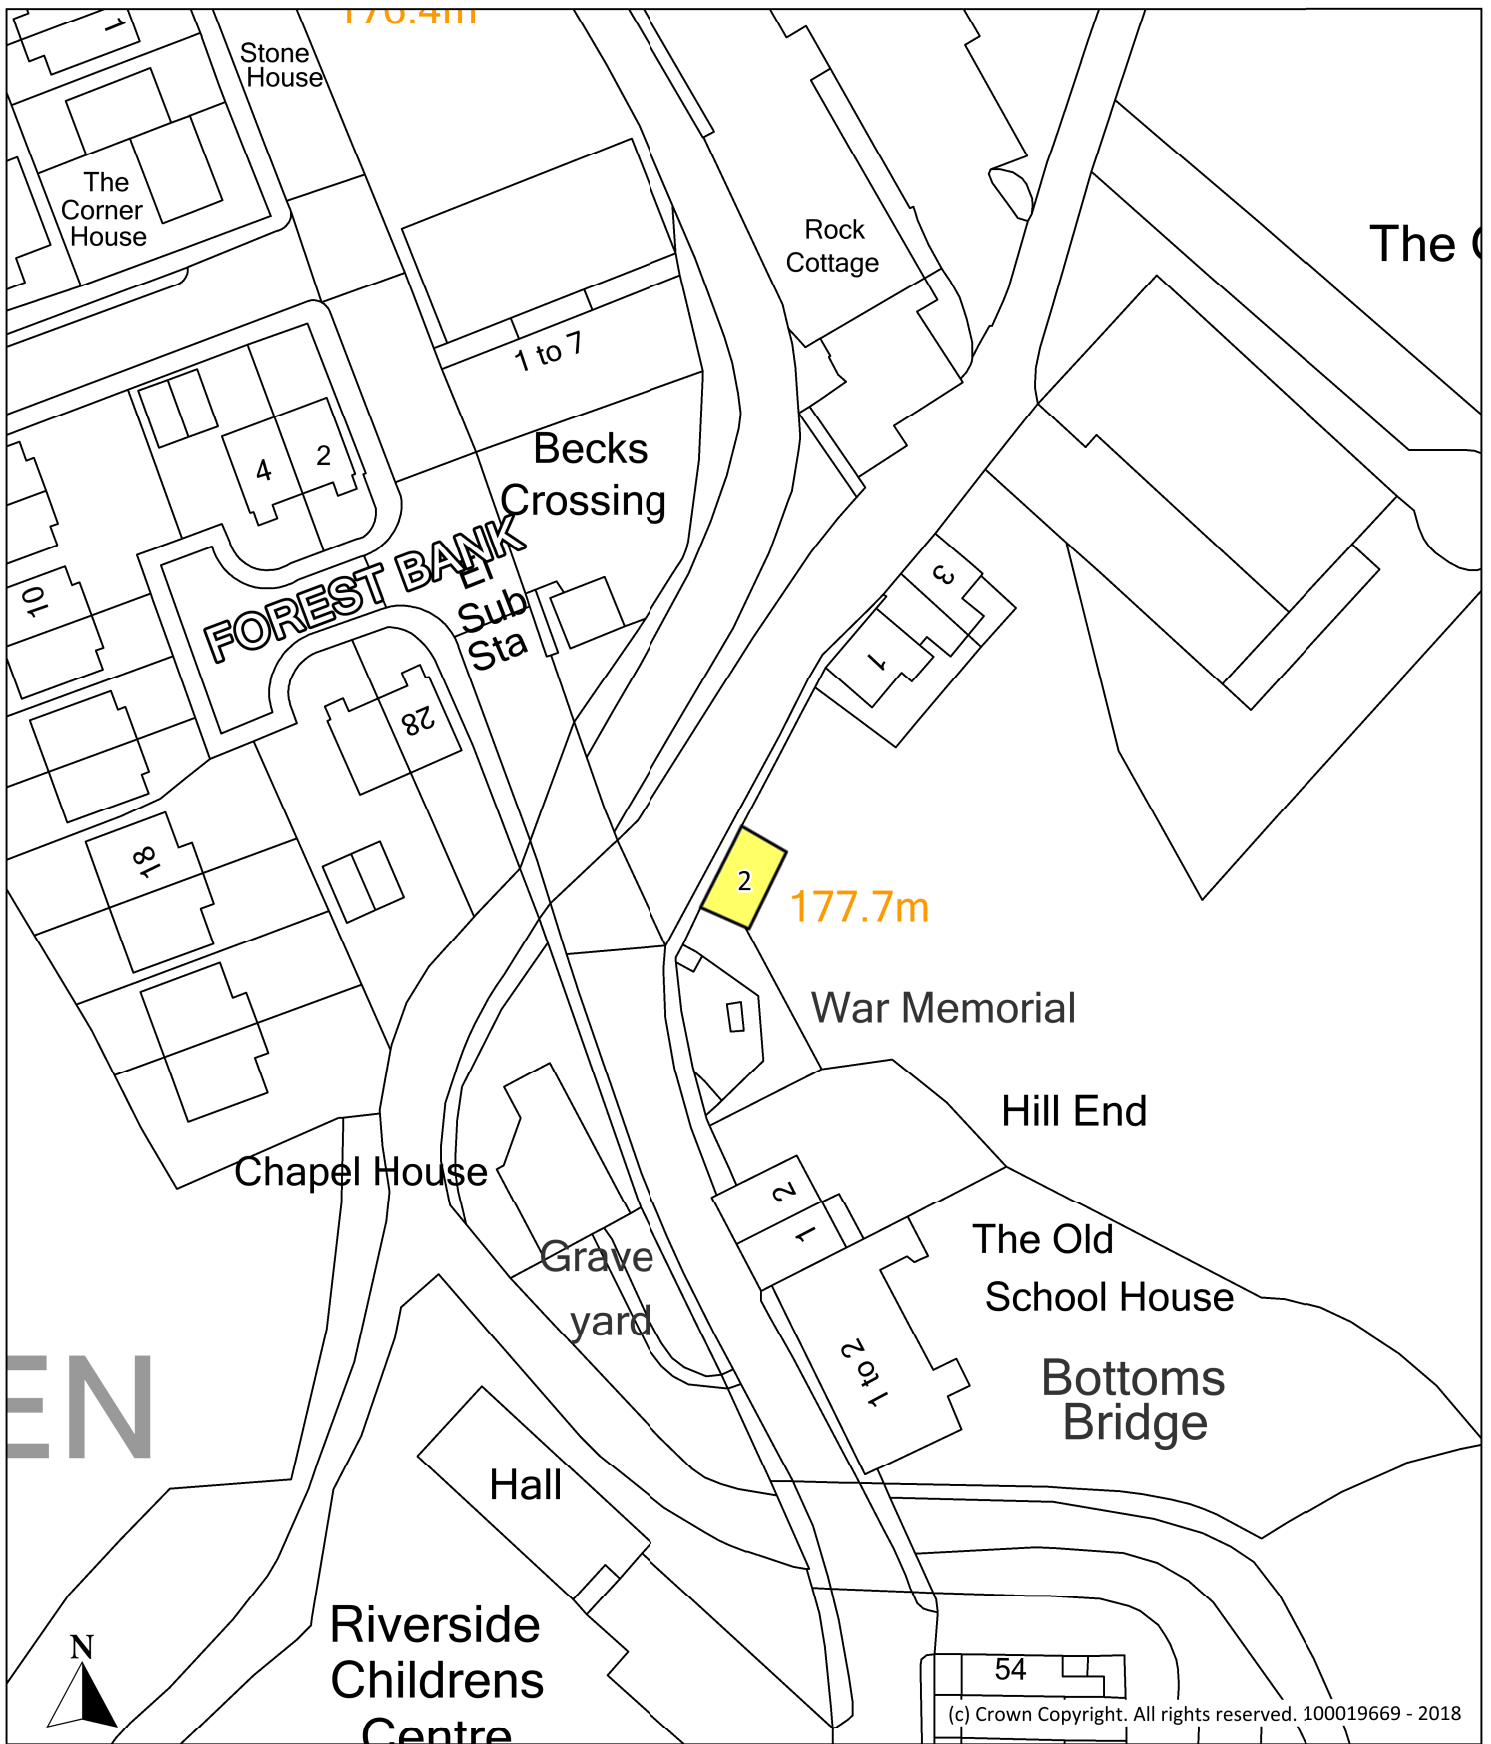 176.4m
1
Stone
House
The
Corner
House
Rock
Cottage
The
1 to 7
Becks
Crossing
4
2
FOREST BANK
El
Sub
Sta
10
3
1
28
18
2
177.7m
War Memorial
Hill End
Chapel House
2
1
Grave
yard
The Old
School House
1 to 2
Bottoms
Bridge
EN
Hall
Riverside
Childrens
Centre
N
54
(c) Crown Copyright. All rights reserved. 100019669 - 2018